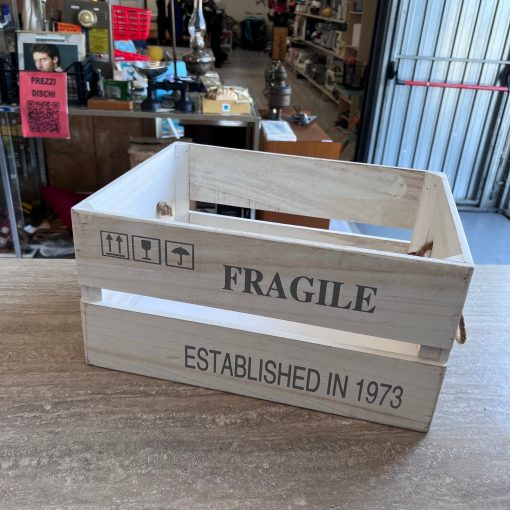 PREZZI
DISCHI
FRAGILE
ESTABLISHED IN 1973